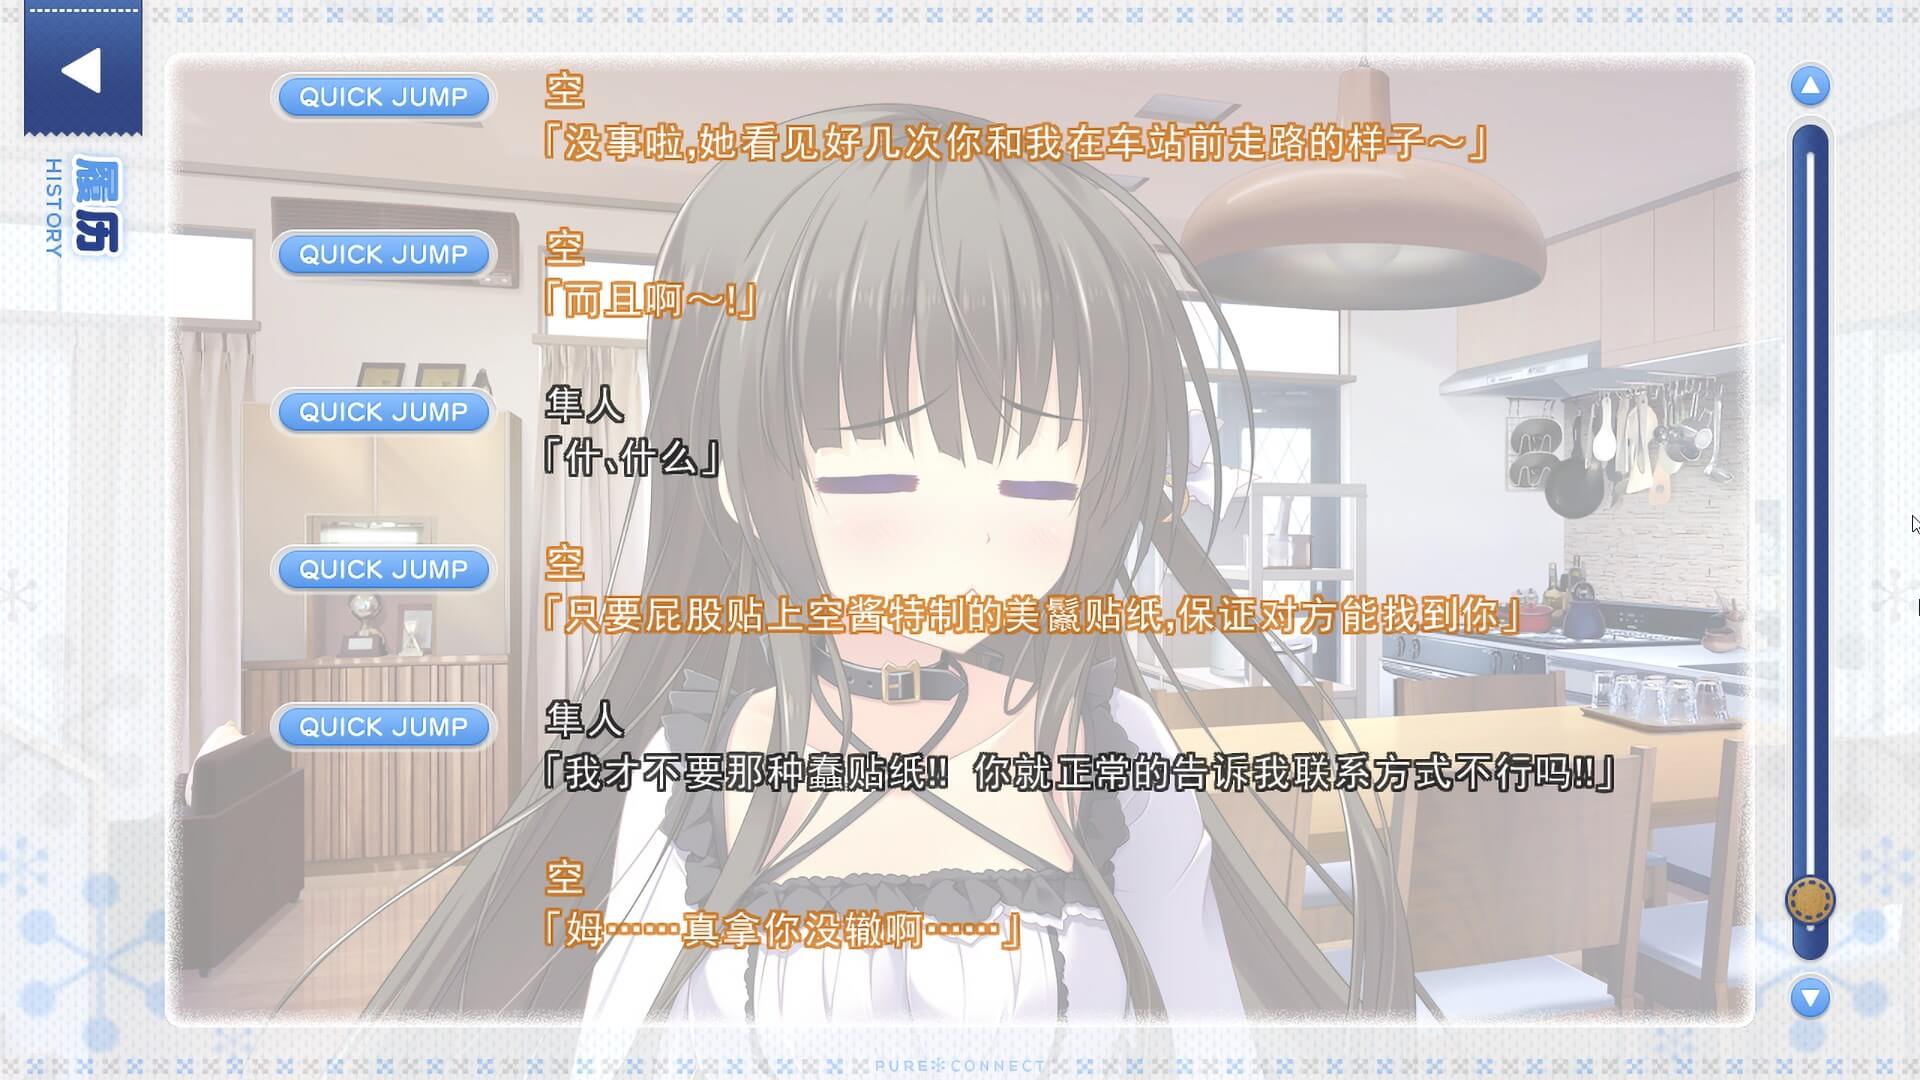 履历
HISTORY
QUICK JUMP
空
「没事啦,她看见好几次你和我在车站前走路的样子～」
QUICK JUMP
空
「而且啊～!」
QUICK JUMP
隼人
「什、什么」
QUICK JUMP
空
「只要屁股贴上空酱特制的美鬣贴纸,保证对方能找到你」
QUICK JUMP
隼人
「我才不要那种蠢贴纸!! 你就正常的告诉我联系方式不行吗!!」
空
「姆……真拿你没辙啊……」
PURE✻CONNECT